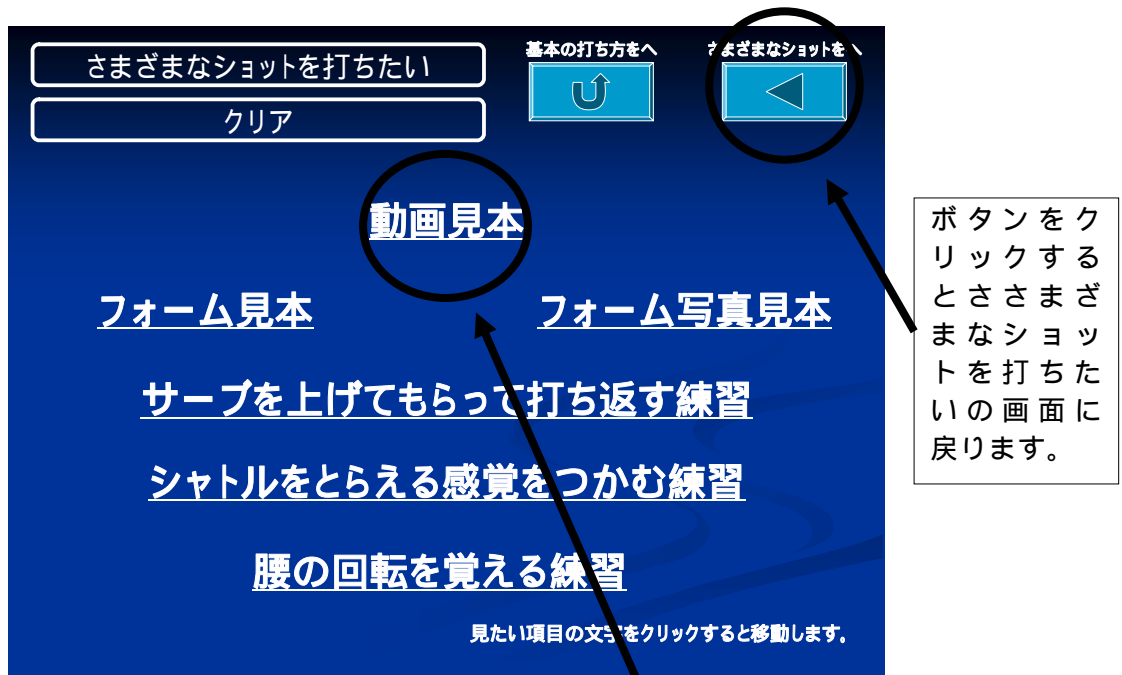 さまざまなショットを打ちたい
クリア
基本の打ち方をへ
さまざまなショットをへ
動画見本
フォーム見本
フォーム写真見本
サーブを上げてもらって打ち返す練習
シャトルをとらえる感覚をつかむ練習
腰の回転を覚える練習
見たい項目の文字をクリックすると移動します。
ボタンをク
リックする
とささまざ
まなショッ
トを打ちた
いの画面に
戻ります。